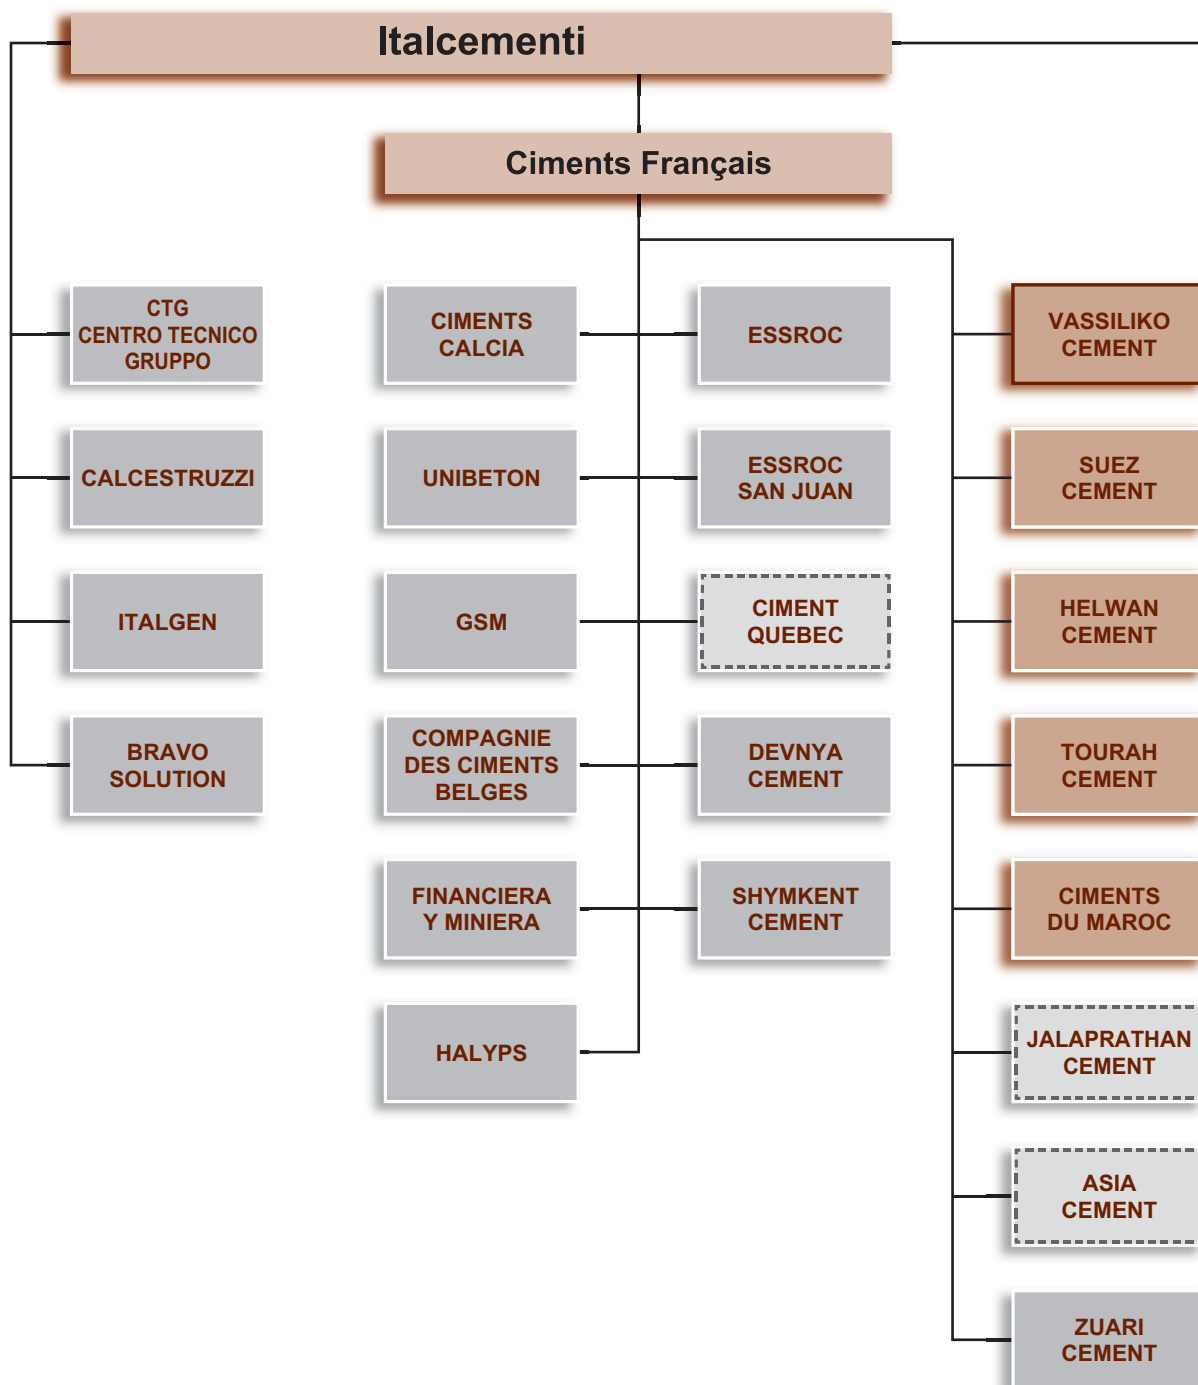 Italcementi
Ciments Français
CTG
CENTRO TECNICO
GRUPPO
CALCESTRUZZI
ITALGEN
BRAVO
SOLUTION
CIMENTS
CALCIA
UNIBETON
GSM
COMPAGNIE
DES CIMENTS
BELGES
FINANCIERA
Y MINIERA
HALYPS
ESSROC
ESSROC
SAN JUAN
CIMENT
QUEBEC
DEVNYA
CEMENT
SHYMKENT
CEMENT
VASSILIKO
CEMENT
SUEZ
CEMENT
HELWAN
CEMENT
TOURAH
CEMENT
CIMENTS
DU MAROC
JALAPRATHAN
CEMENT
ASIA
CEMENT
ZUARI
CEMENT